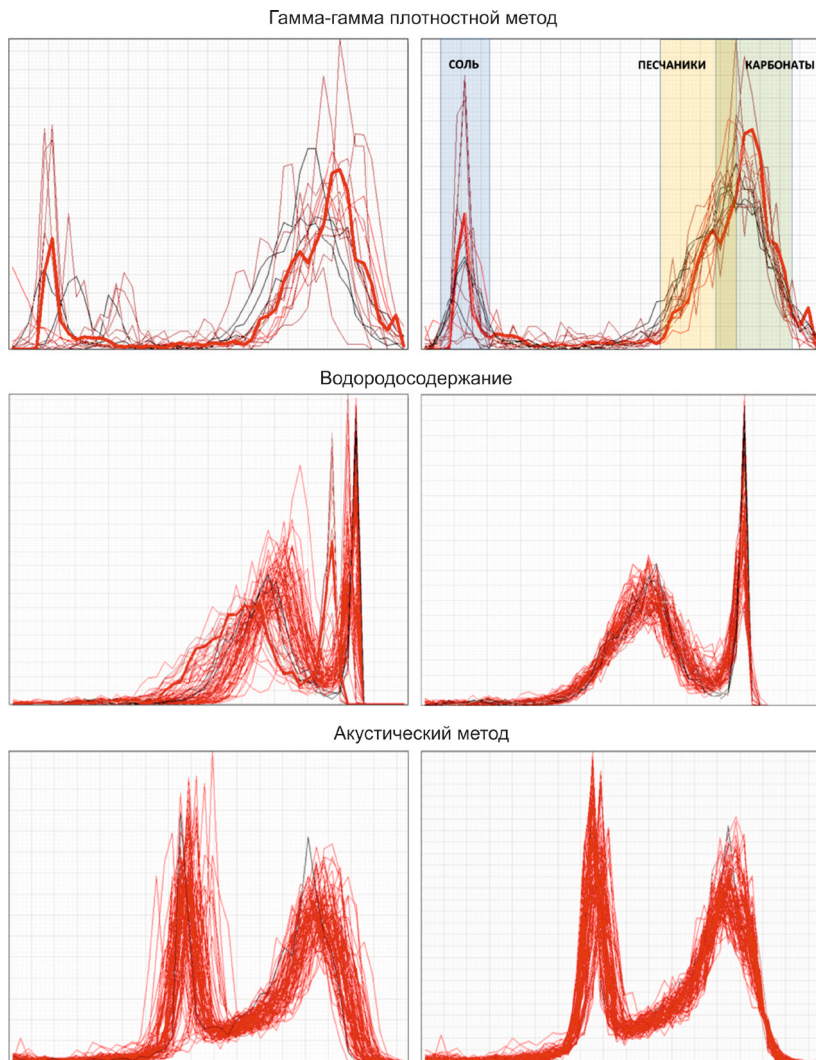 Гамма-гамма плотностной метод
СОЛЬ
ПЕСЧАНИКИ
КАРБОНАТЫ
Водородосодержание
Акустический метод